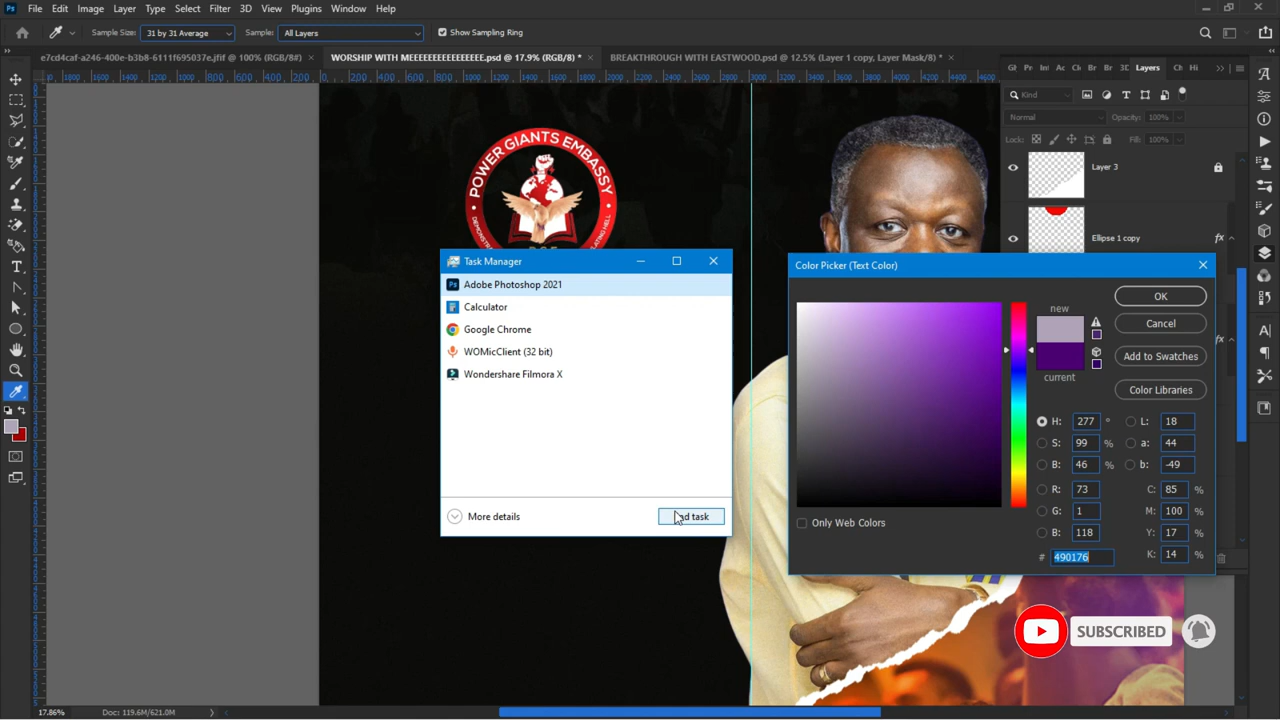 File Edit Image Layer Type Select Filter 3D View Plugins Window Help
Sample Size: 31 by 31 Average Sample: All Layers Show Sampling Ring
e7cd4caf-a246-400e-b3b8-6111f695037e.jfif @ 100% (RGB/8#) WORSHIP WITH MEEEEEEEEEEEEEEE.psd @ 17.9% (RGB/8) * BREAKTHROUGH WITH EASTWOOD.psd @ 12.5% (Layer 1 copy, Layer Mask/8) *
Layers
Kind
Normal Opacity: 100%
Lock: Fill: 100%
Layer 3
Ellipse 1 copy
fx
POWER GIANTS EMBASSY
Task Manager
Adobe Photoshop 2021
Calculator
Google Chrome
WOMicClient (32 bit)
Wondershare Filmora X
More details
task
Color Picker (Text Color)
new
current
OK
Cancel
Add to Swatches
Color Libraries
H: 277 ° L: 18
S: 99 % a: 44
B: 46 % b: -49
R: 73 C: 85 %
G: 1 M: 100 %
B: 118 Y: 17 %
# 490176 K: 14 %
Only Web Colors
SUBSCRIBED
17.86% Doc: 119.6M/621.0M